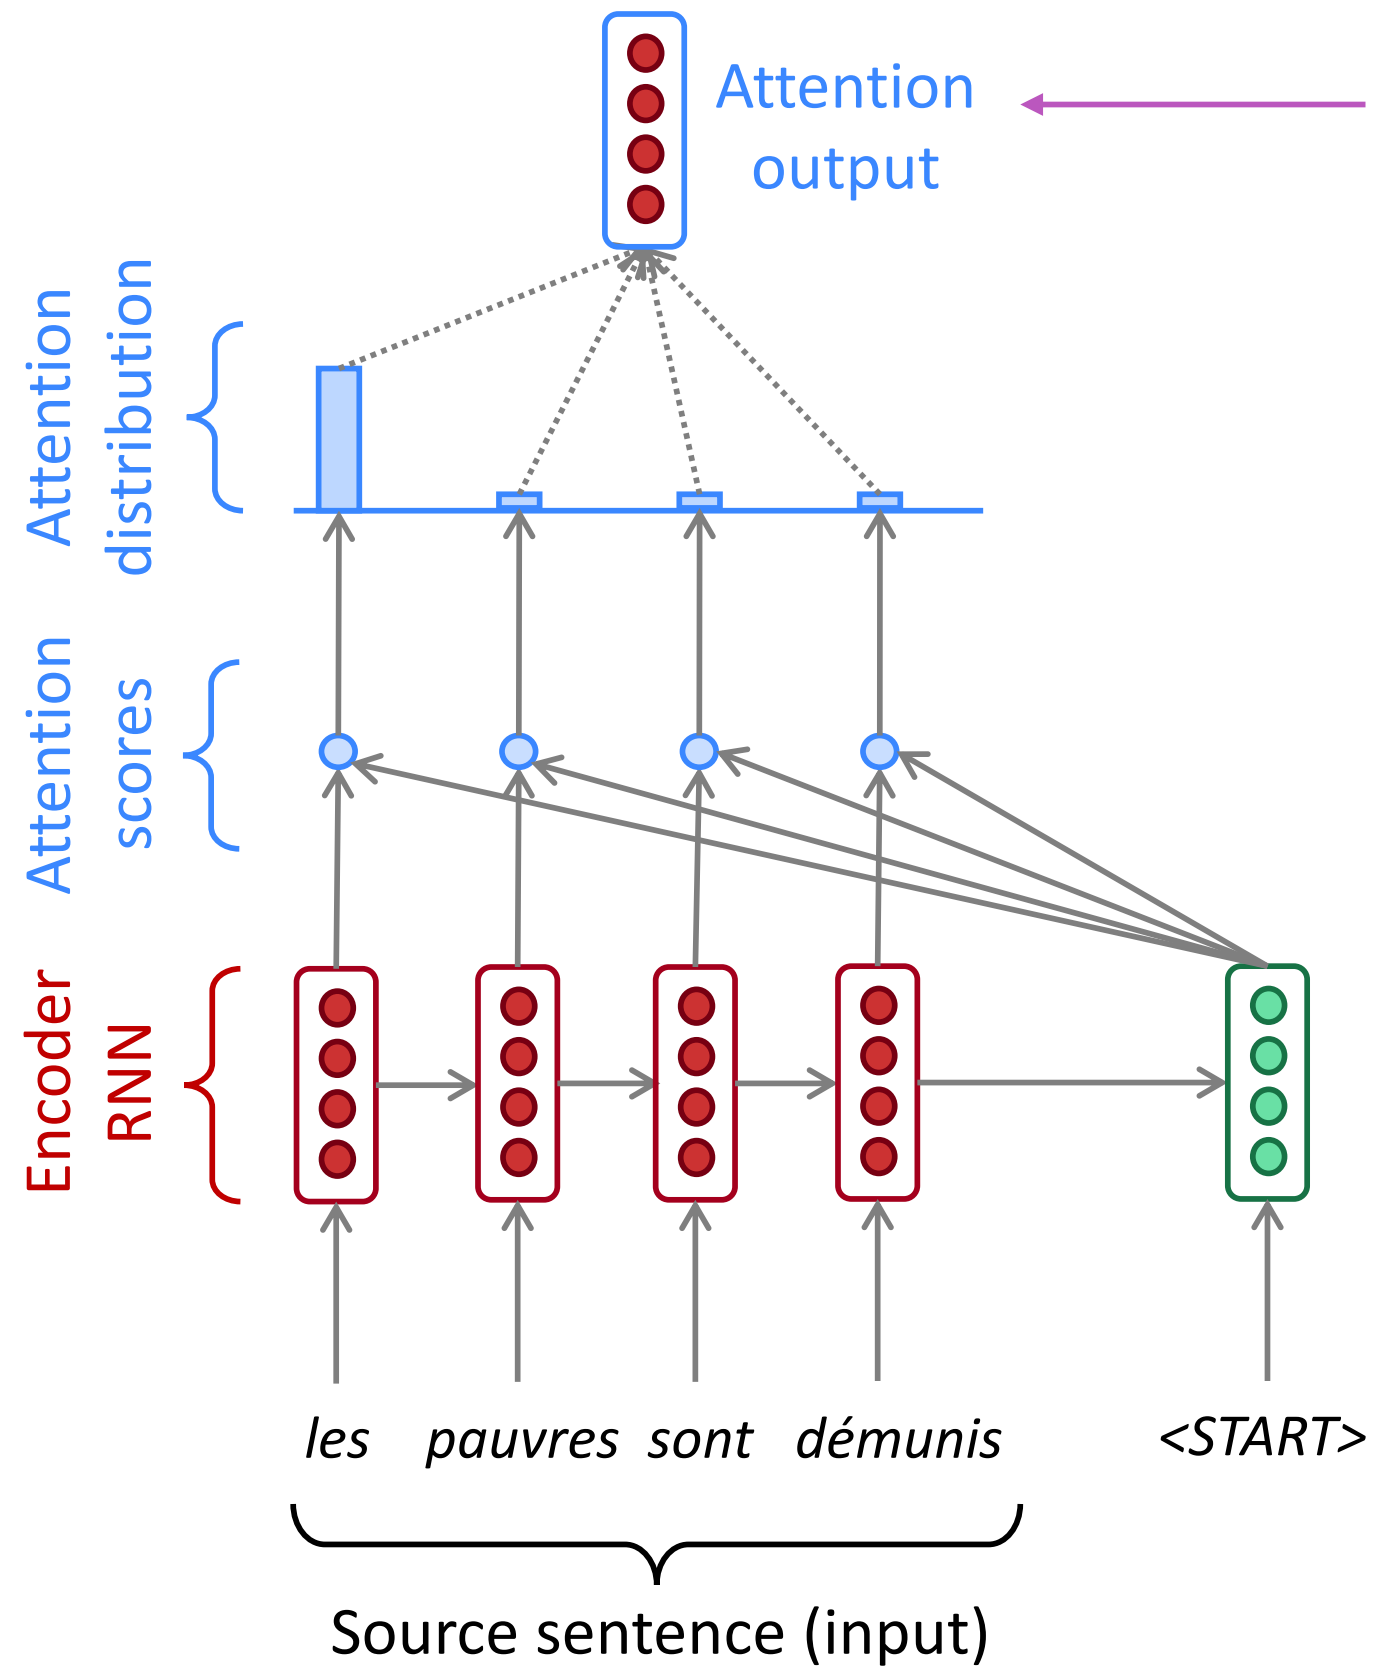 Attention
output
Attention
distribution
Attention
scores
Encoder
RNN
les pauvres sont démunis <START>
Source sentence (input)